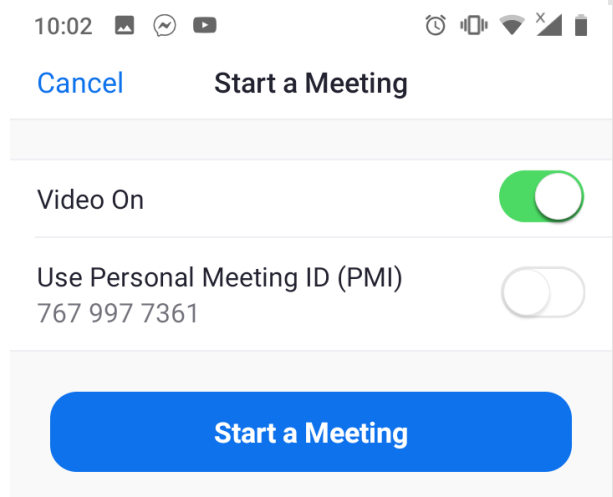 10:02
Cancel Start a Meeting
Video On
Use Personal Meeting ID (PMI)
767 997 7361
Start a Meeting